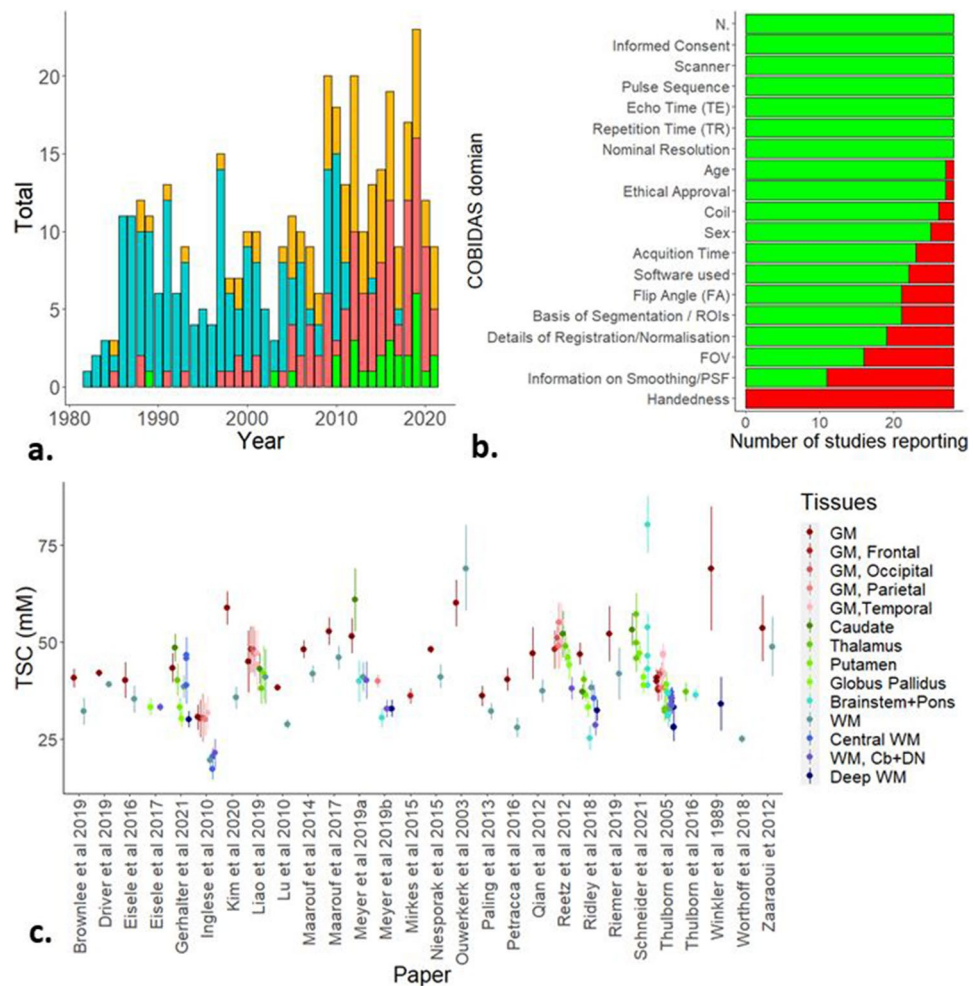 Total
20
15
10
5
0
1980
1990
2000
2010
2020
Year
a.
COBIDAS domian
N.
Informed Consent
Scanner
Pulse Sequence
Echo Time (TE)
Repetition Time (TR)
Nominal Resolution
Age
Ethical Approval
Coil
Sex
Acquition Time
Software used
Flip Angle (FA)
Basis of Segmentation / ROIs
Details of Registration/Normalisation
FOV
Information on Smoothing/PSF
Handedness
0
10
20
Number of studies reporting
b.
TSC (mM)
75
50
25
Brownlee et al 2019
Driver et al 2019
Eisele et al 2016
Eisele et al 2017
Gerhalter et al 2021
Inglese et al 2010
Kim et al 2020
Liao et al 2019
Lu et al 2010
Maarouf et al 2014
Maarouf et al 2017
Meyer et al 2019a
Meyer et al 2019b
Mirkes et al 2015
Niesporak et al 2015
Ouwerkerk et al 2003
Paling et al 2013
Petracca et al 2016
Qian et al 2012
Reetz et al 2012
Ridley et al 2018
Riemer et al 2019
Schneider et al 2021
Thulborn et al 2005
Thulborn et al 2016
Winkler et al 1989
Worthoff et al 2018
Zaaraoui et al 2012
Paper
c.
Tissues
GM
GM, Frontal
GM, Occipital
GM, Parietal
GM,Temporal
Caudate
Thalamus
Putamen
Globus Pallidus
Brainstem+Pons
WM
Central WM
WM, Cb+DN
Deep WM